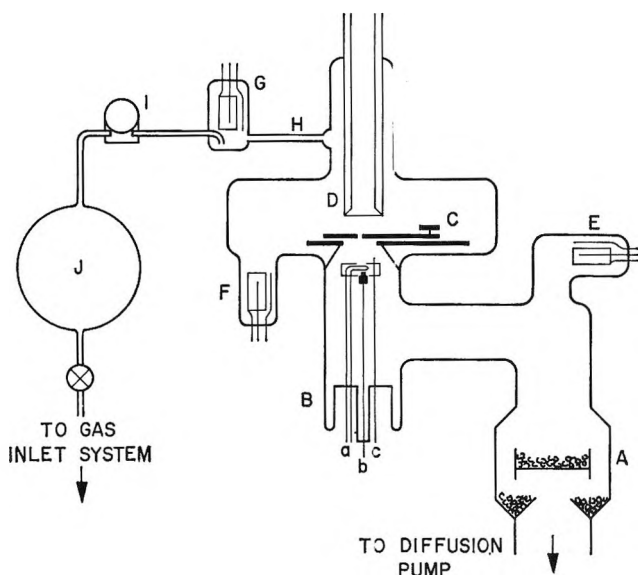 G
I
H
D
C
E
J
F
B
A
a
b
c
TO GAS
INLET SYSTEM
TO DIFFUSION
PUMP